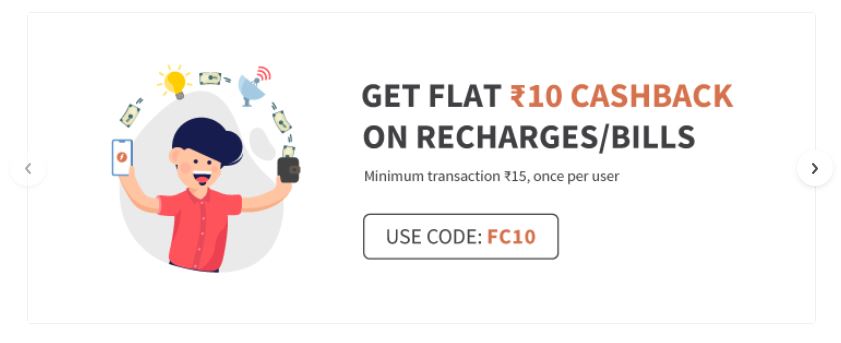 GET FLAT ₹10 CASHBACK
ON RECHARGES/BILLS
Minimum transaction ₹15, once per user
USE CODE: FC10